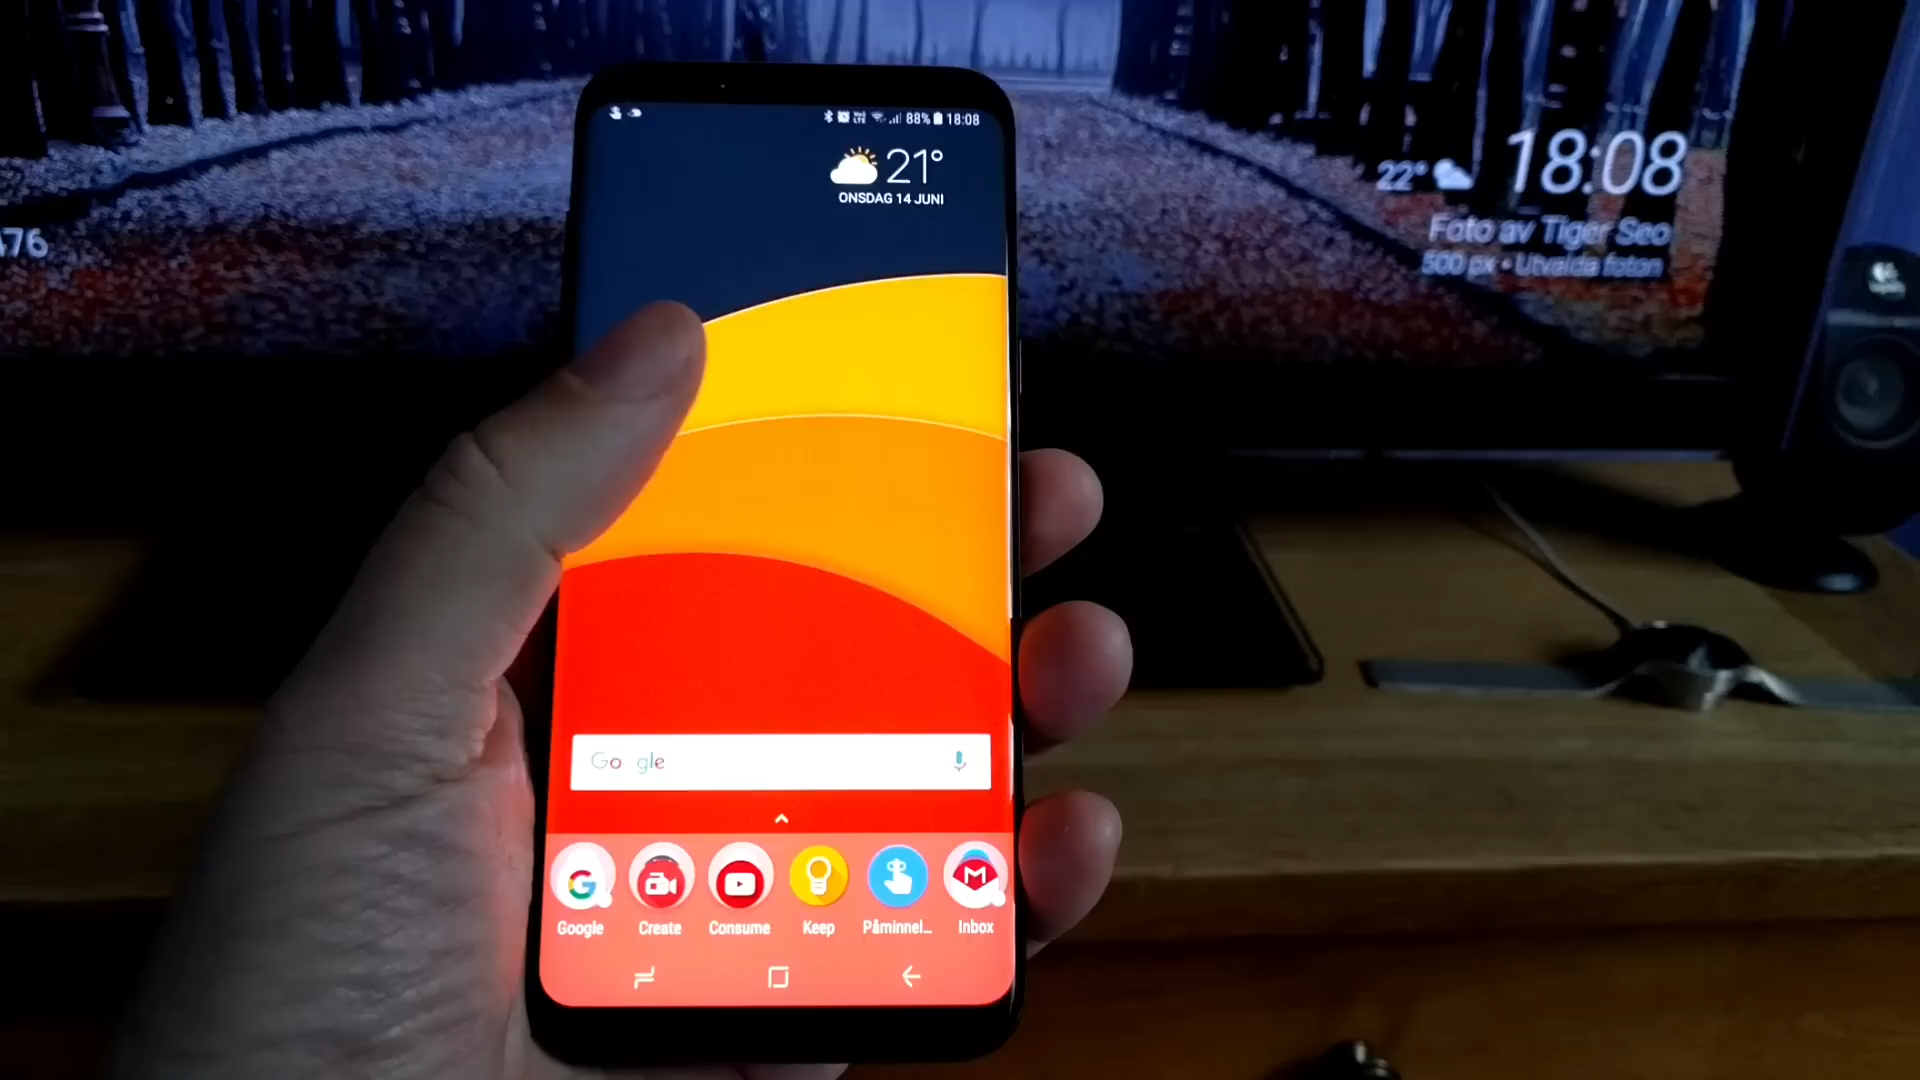 88% 18:08
21°
ONSDAG 14 JUNI
Google
Google
Create
Consume
Keep
Påminnel...
Inbox
A76
22° 18:08
Foto av Tiger Seo
500 px • Utvalda foton